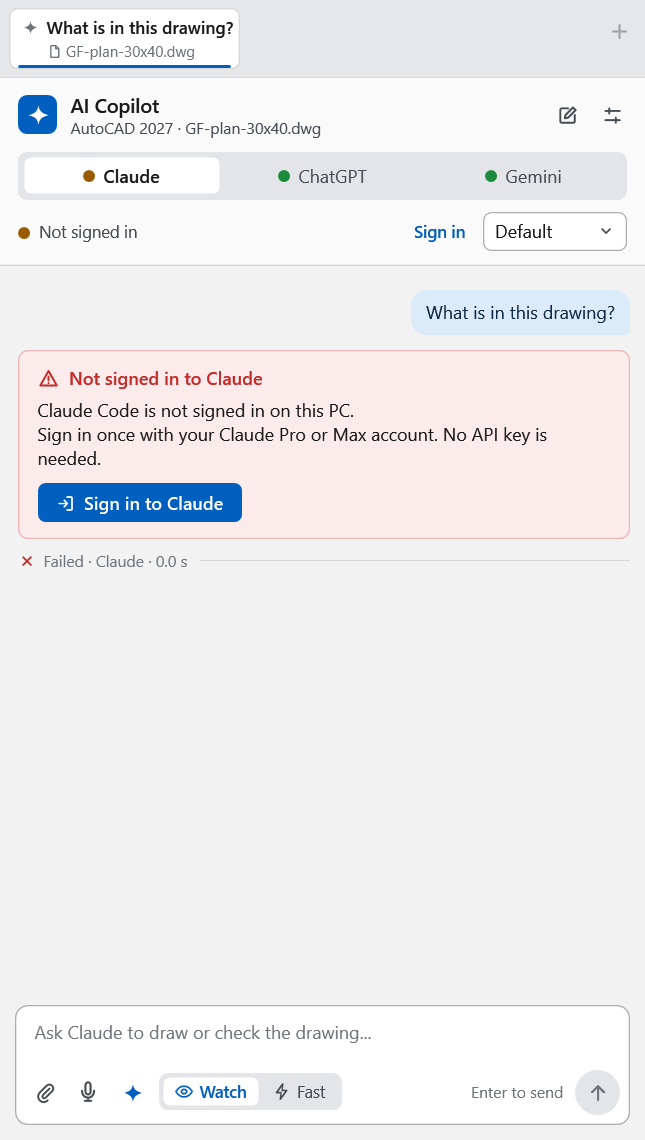 What is in this drawing?
GF-plan-30x40.dwg
AI Copilot
AutoCAD 2027 · GF-plan-30x40.dwg
Claude
ChatGPT
Gemini
Not signed in
Sign in
Default
What is in this drawing?
Not signed in to Claude
Claude Code is not signed in on this PC.
Sign in once with your Claude Pro or Max account. No API key is
needed.
Sign in to Claude
Failed · Claude · 0.0 s
Ask Claude to draw or check the drawing...
Watch
Fast
Enter to send